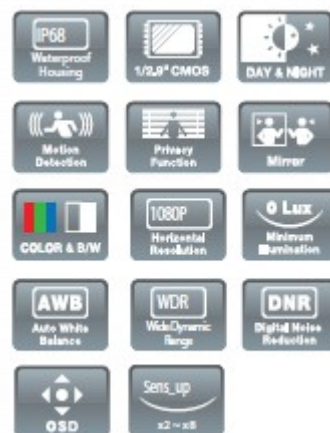 IP68
Waterproof
Housing
1/2,9" CMOS
DAY & NIGHT
Motion
Detection
Privacy
Function
Mirror
COLOR & B/W
1080P
Horizontal
Resolution
0 Lux
Minimum
Illumination
AWB
Auto White
Balance
WDR
Wide Dynamic
Range
DNR
Digital Noise
Reduction
OSD
Sens_up
x2 ~ x8